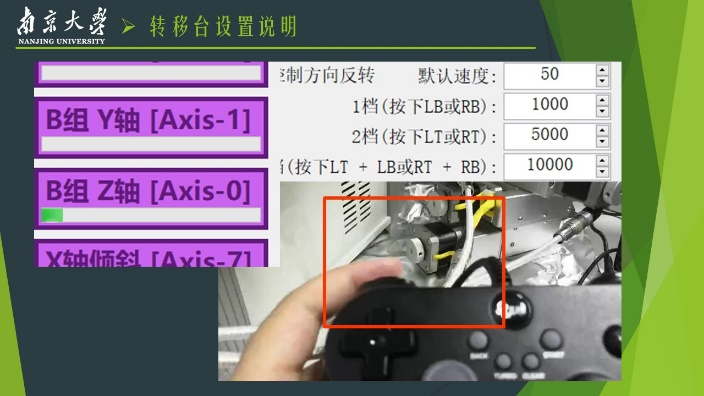 南京大学
NANJING UNIVERSITY
转移台设置说明
控制方向反转
默认速度: 50
1档(按下LB或RB): 1000
2档(按下LT或RT): 5000
(按下LT + LB或RT + RB): 10000
B组 Y轴 [Axis-1]
B组 Z轴 [Axis-0]
X轴倾斜 [Axis-7]
BACK
START
TURBO
CLEAR